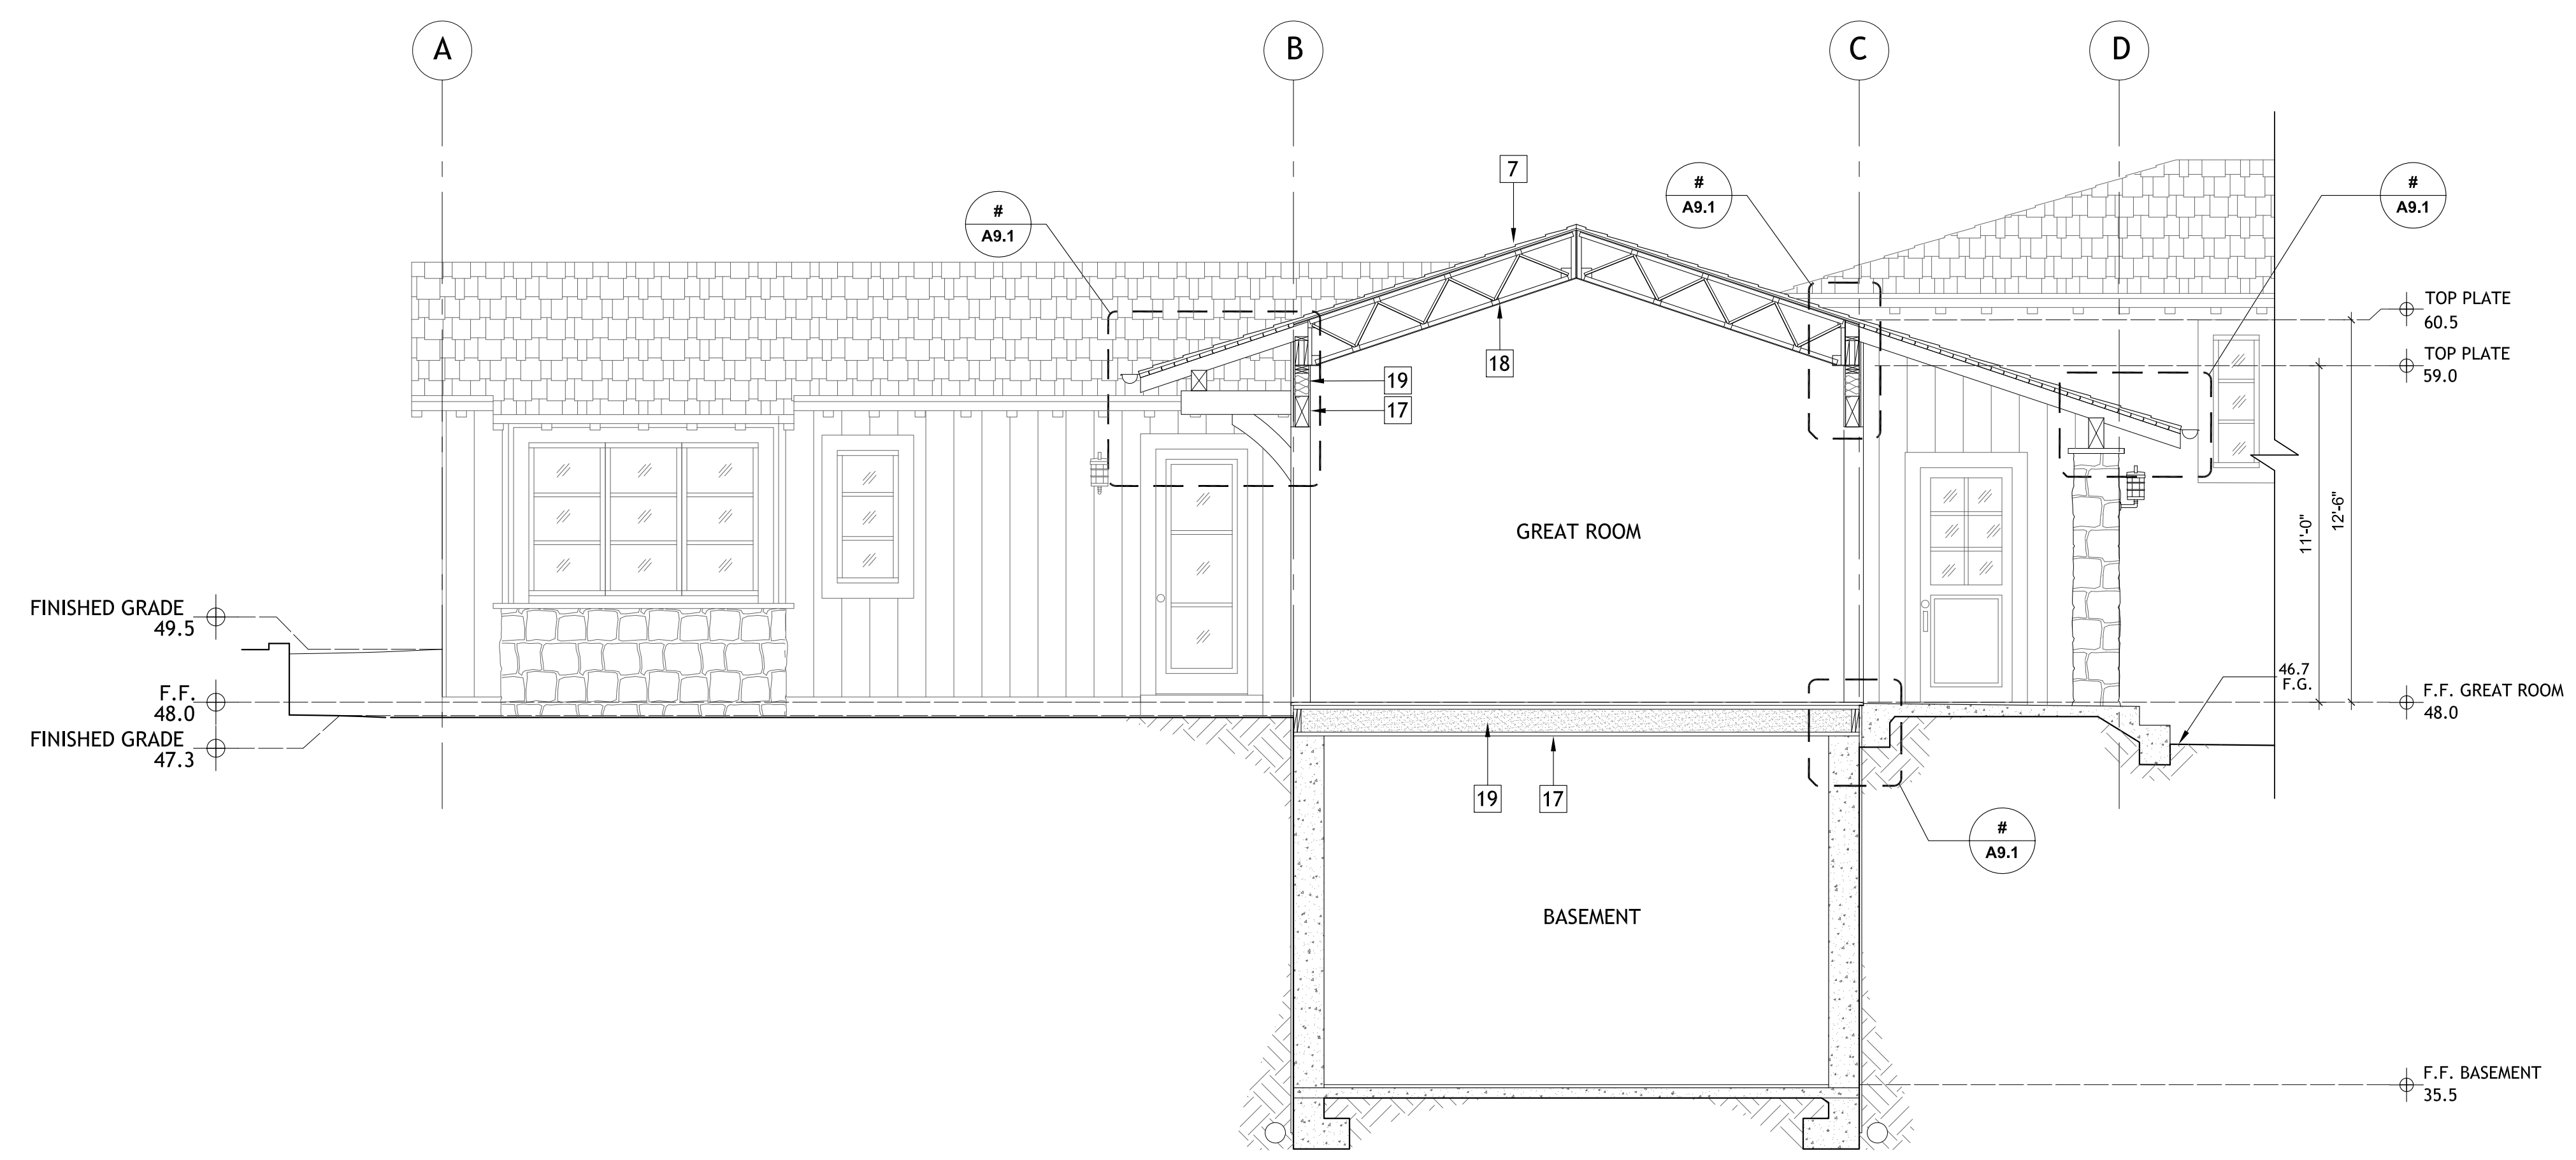 A
B
C
D
7
#
A9.1
#
A9.1
#
A9.1
TOP PLATE
60.5
TOP PLATE
59.0
18
19
17
GREAT ROOM
11'-0"
12'-6"
FINISHED GRADE
49.5
F.F.
48.0
FINISHED GRADE
47.3
46.7
F.G.
F.F. GREAT ROOM
48.0
19
17
#
A9.1
BASEMENT
F.F. BASEMENT
35.5